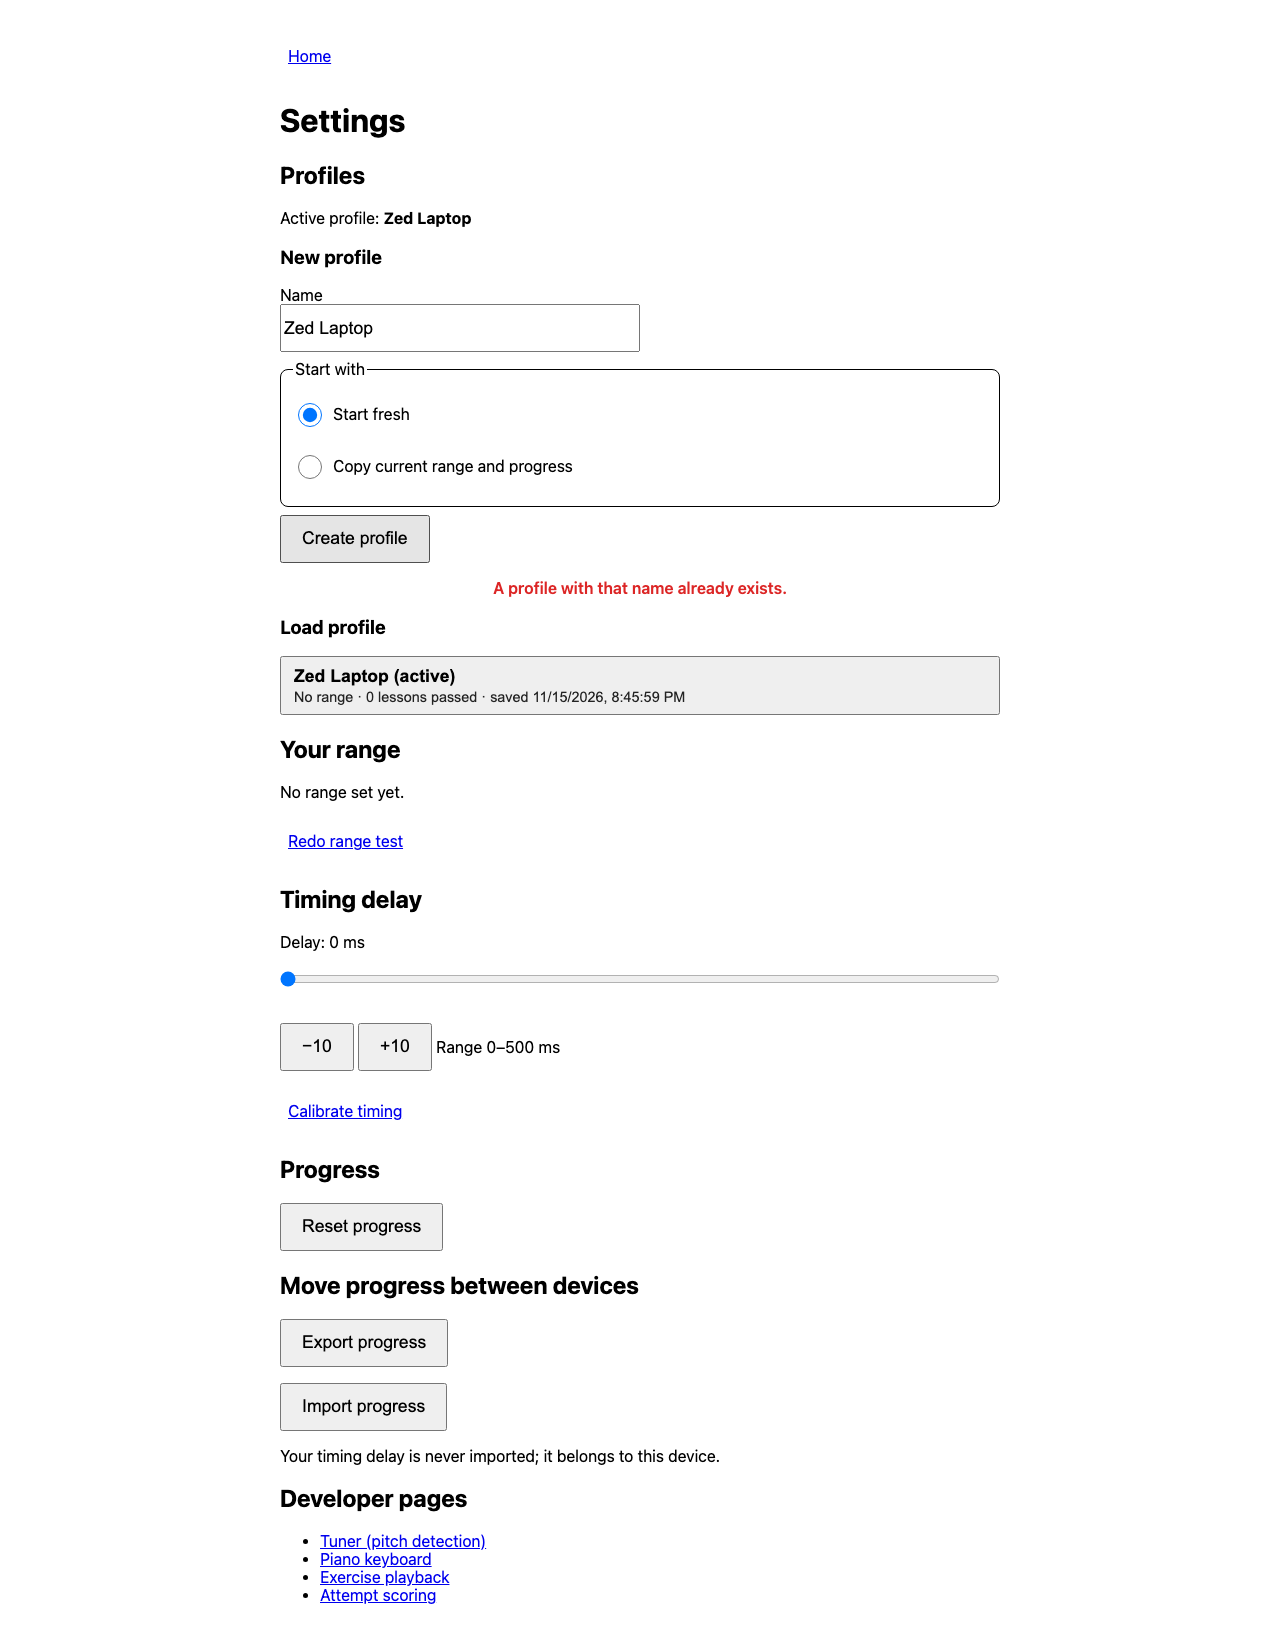 Home
Settings
Profiles
Active profile: Zed Laptop
New profile
Name
Zed Laptop
Start with
Start fresh
Copy current range and progress
Create profile
A profile with that name already exists.
Load profile
Zed Laptop (active)
No range · 0 lessons passed · saved 11/15/2026, 8:45:59 PM
Your range
No range set yet.
Redo range test
Timing delay
Delay: 0 ms
−10 +10 Range 0–500 ms
Calibrate timing
Progress
Reset progress
Move progress between devices
Export progress
Import progress
Your timing delay is never imported; it belongs to this device.
Developer pages
• Tuner (pitch detection)
• Piano keyboard
• Exercise playback
• Attempt scoring